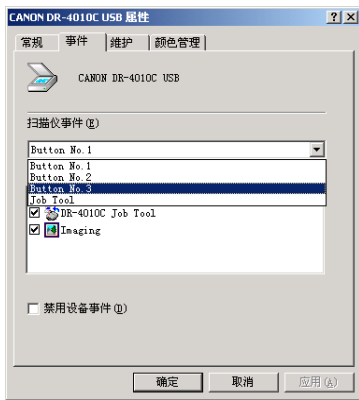 CANON DR-4010C USB 属性
常规 事件 维护 颜色管理
CANON DR-4010C USB
扫描仪事件(E)
Button No.1
Button No.1
Button No.2
Button No.3
Job Tool
DR-4010C Job Tool
Imaging
禁用设备事件(D)
确定 取消 应用(A)